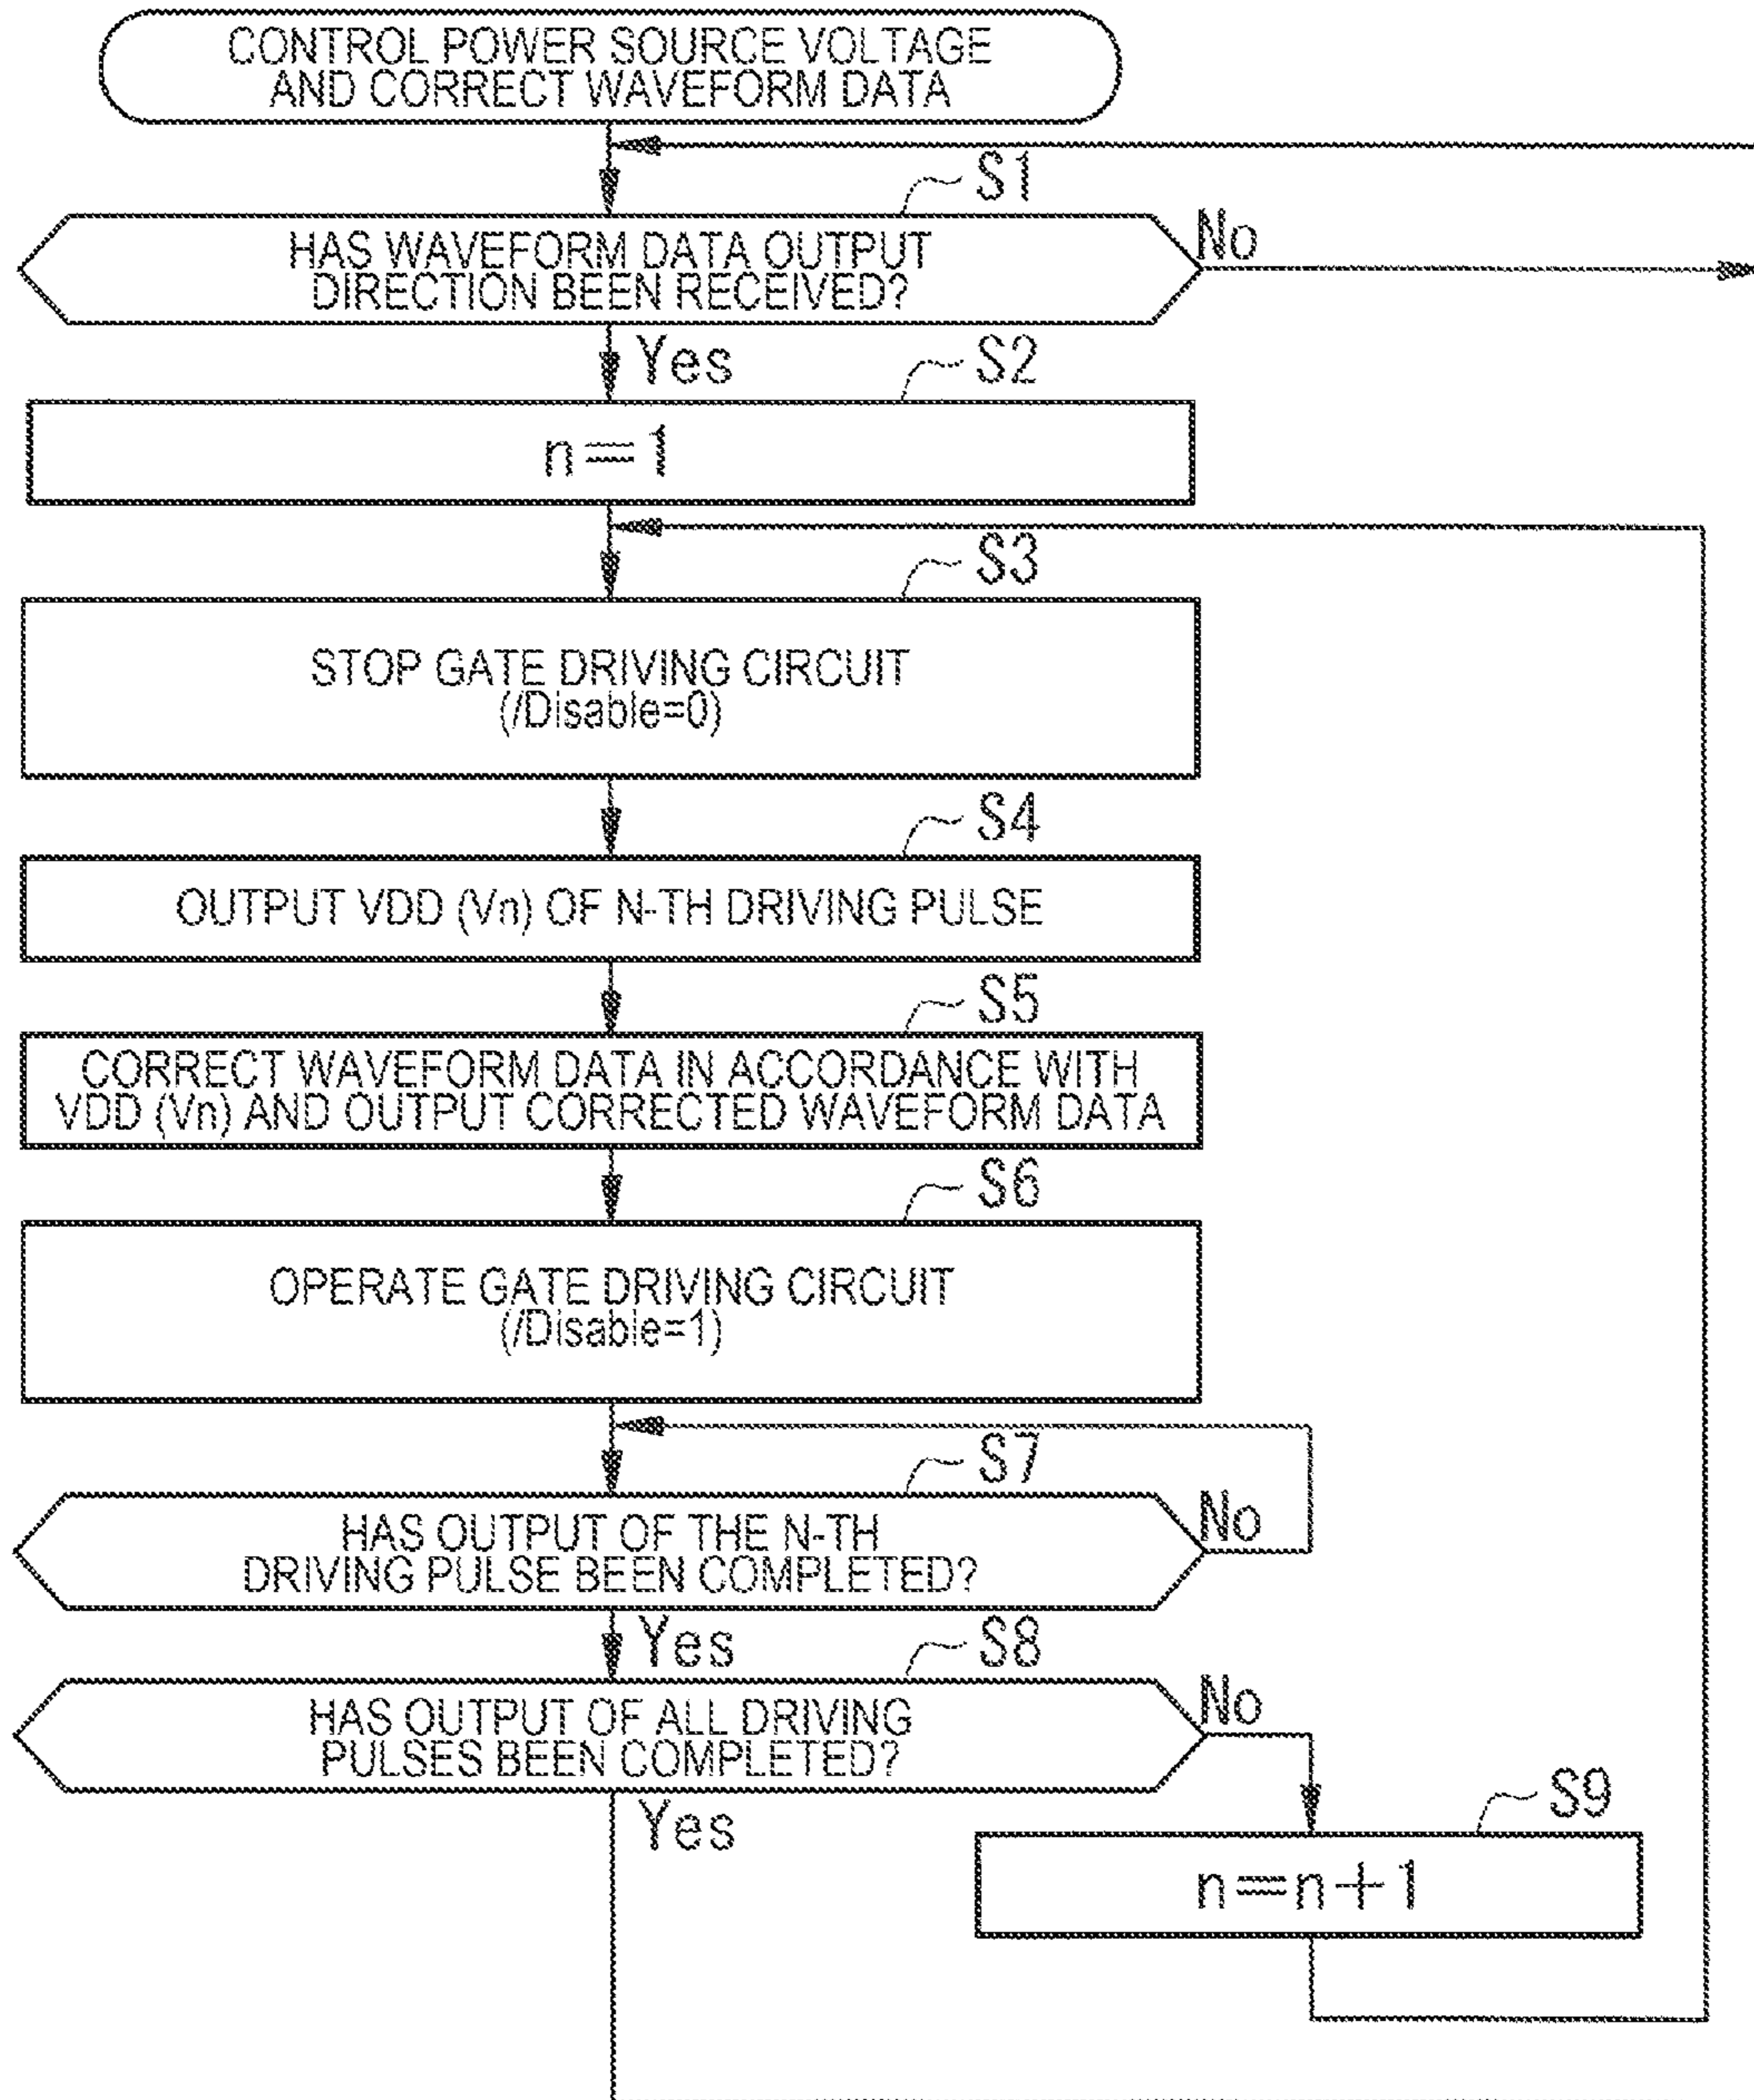 CONTROL POWER SOURCE VOLTAGE
AND CORRECT WAVEFORM DATA
S1
HAS WAVEFORM DATA OUTPUT
DIRECTION BEEN RECEIVED?
No
Yes
S2
n=1
S3
STOP GATE DRIVING CIRCUIT
(/Disable=0)
S4
OUTPUT VDD (Vn) OF N-TH DRIVING PULSE
S5
CORRECT WAVEFORM DATA IN ACCORDANCE WITH
VDD (Vn) AND OUTPUT CORRECTED WAVEFORM DATA
S6
OPERATE GATE DRIVING CIRCUIT
(/Disable=1)
S7
HAS OUTPUT OF THE N-TH
DRIVING PULSE BEEN COMPLETED?
No
Yes
S8
HAS OUTPUT OF ALL DRIVING
PULSES BEEN COMPLETED?
No
Yes
S9
n=n+1